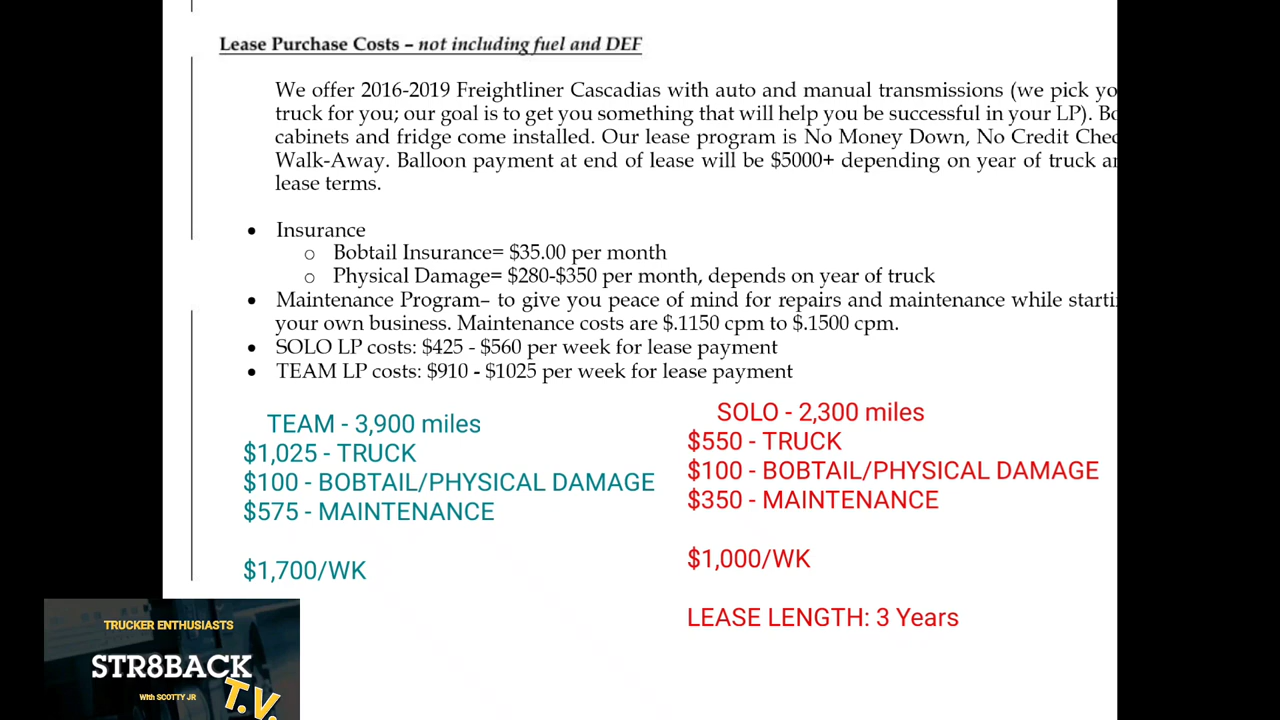 Lease Purchase Costs – not including fuel and DEF
We offer 2016-2019 Freightliner Cascadias with auto and manual transmissions (we pick yo
truck for you; our goal is to get you something that will help you be successful in your LP). Bo
cabinets and fridge come installed. Our lease program is No Money Down, No Credit Chec
Walk-Away. Balloon payment at end of lease will be $5000+ depending on year of truck an
lease terms.
• Insurance
o Bobtail Insurance= $35.00 per month
o Physical Damage= $280-$350 per month, depends on year of truck
• Maintenance Program– to give you peace of mind for repairs and maintenance while starti
your own business. Maintenance costs are $.1150 cpm to $.1500 cpm.
• SOLO LP costs: $425 - $560 per week for lease payment
• TEAM LP costs: $910 - $1025 per week for lease payment
TEAM - 3,900 miles
$1,025 - TRUCK
$100 - BOBTAIL/PHYSICAL DAMAGE
$575 - MAINTENANCE
$1,700/WK
SOLO - 2,300 miles
$550 - TRUCK
$100 - BOBTAIL/PHYSICAL DAMAGE
$350 - MAINTENANCE
$1,000/WK
LEASE LENGTH: 3 Years
TRUCKER ENTHUSIASTS
STR8BACK
With SCOTTY JR
T.V.